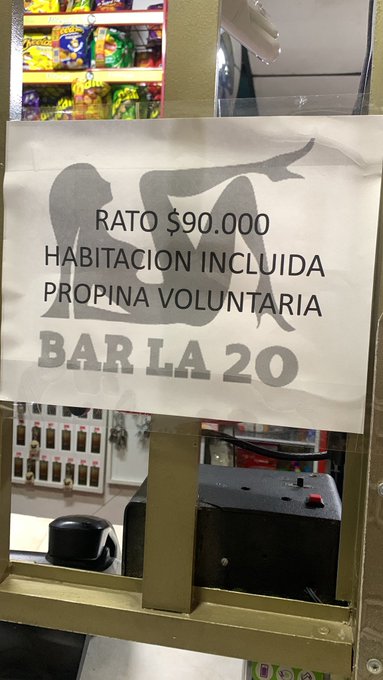 RATO $90.000
HABITACION INCLUIDA
PROPINA VOLUNTARIA
BAR LA 20